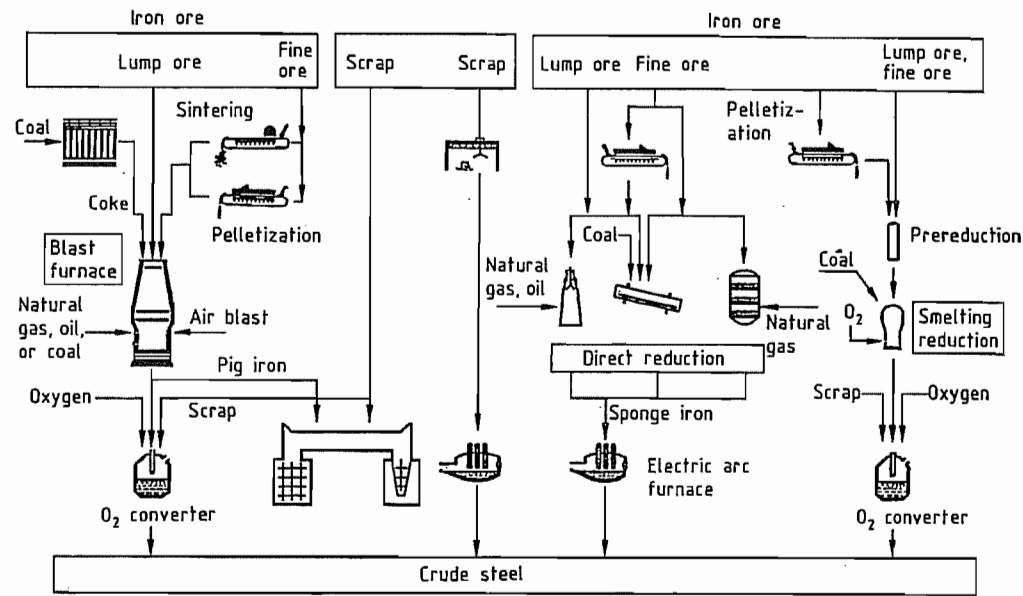 Iron ore
Lump ore
Fine
ore
Scrap
Scrap
Iron ore
Lump ore Fine ore
Lump ore,
fine ore
Sintering
Coal
Coke
Pelletization
Pelletiz-
ation
Blast
furnace
Natural
gas, oil,
or coal
Air blast
Coal
Natural
gas, oil
Natural
gas
Prereduction
Coal
O₂
Smelting
reduction
Direct reduction
Pig iron
Oxygen
Scrap
Sponge iron
Scrap
Oxygen
Electric arc
furnace
O₂ converter
O₂ converter
Crude steel